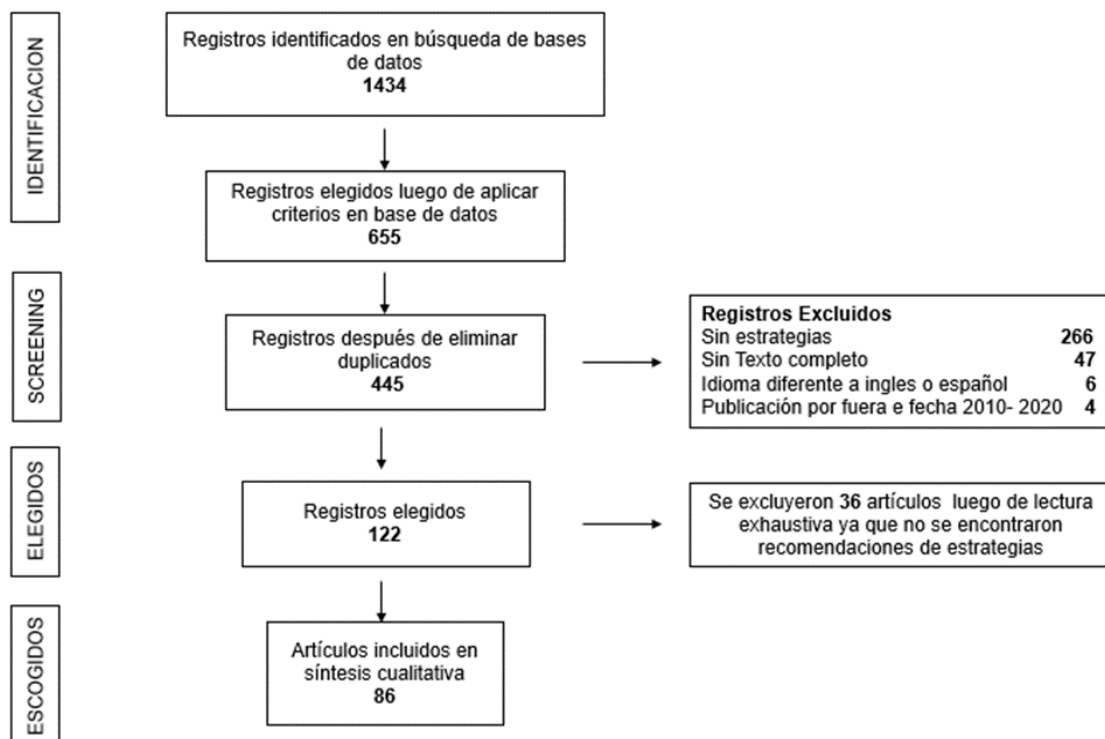 IDENTIFICACION
Registros identificados en búsqueda de bases
de datos
1434
Registros elegidos luego de aplicar
criterios en base de datos
655
SCREENING
Registros después de eliminar
duplicados
445
Registros Excluidos
Sin estrategias 266
Sin Texto completo 47
Idioma diferente a ingles o español 6
Publicación por fuera e fecha 2010- 2020 4
ELEGIDOS
Registros elegidos
122
Se excluyeron 36 artículos luego de lectura
exhaustiva ya que no se encontraron
recomendaciones de estrategias
ESCOGIDOS
Artículos incluidos en
síntesis cualitativa
86